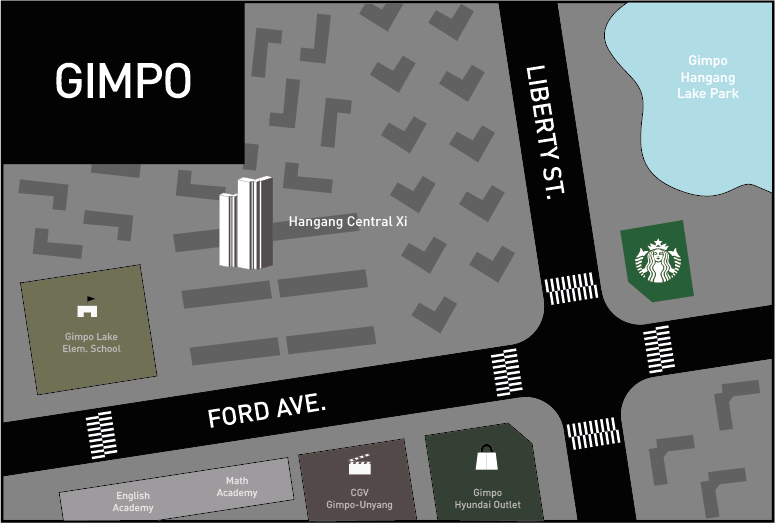 GIMPO
LIBERTY ST.
Gimpo
Hangang
Lake Park
Hangang Central Xi
Gimpo Lake
Elem. School
FORD AVE.
English
Academy
Math
Academy
CGV
Gimpo-Unyang
Gimpo
Hyundai Outlet